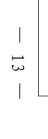 — 13 —